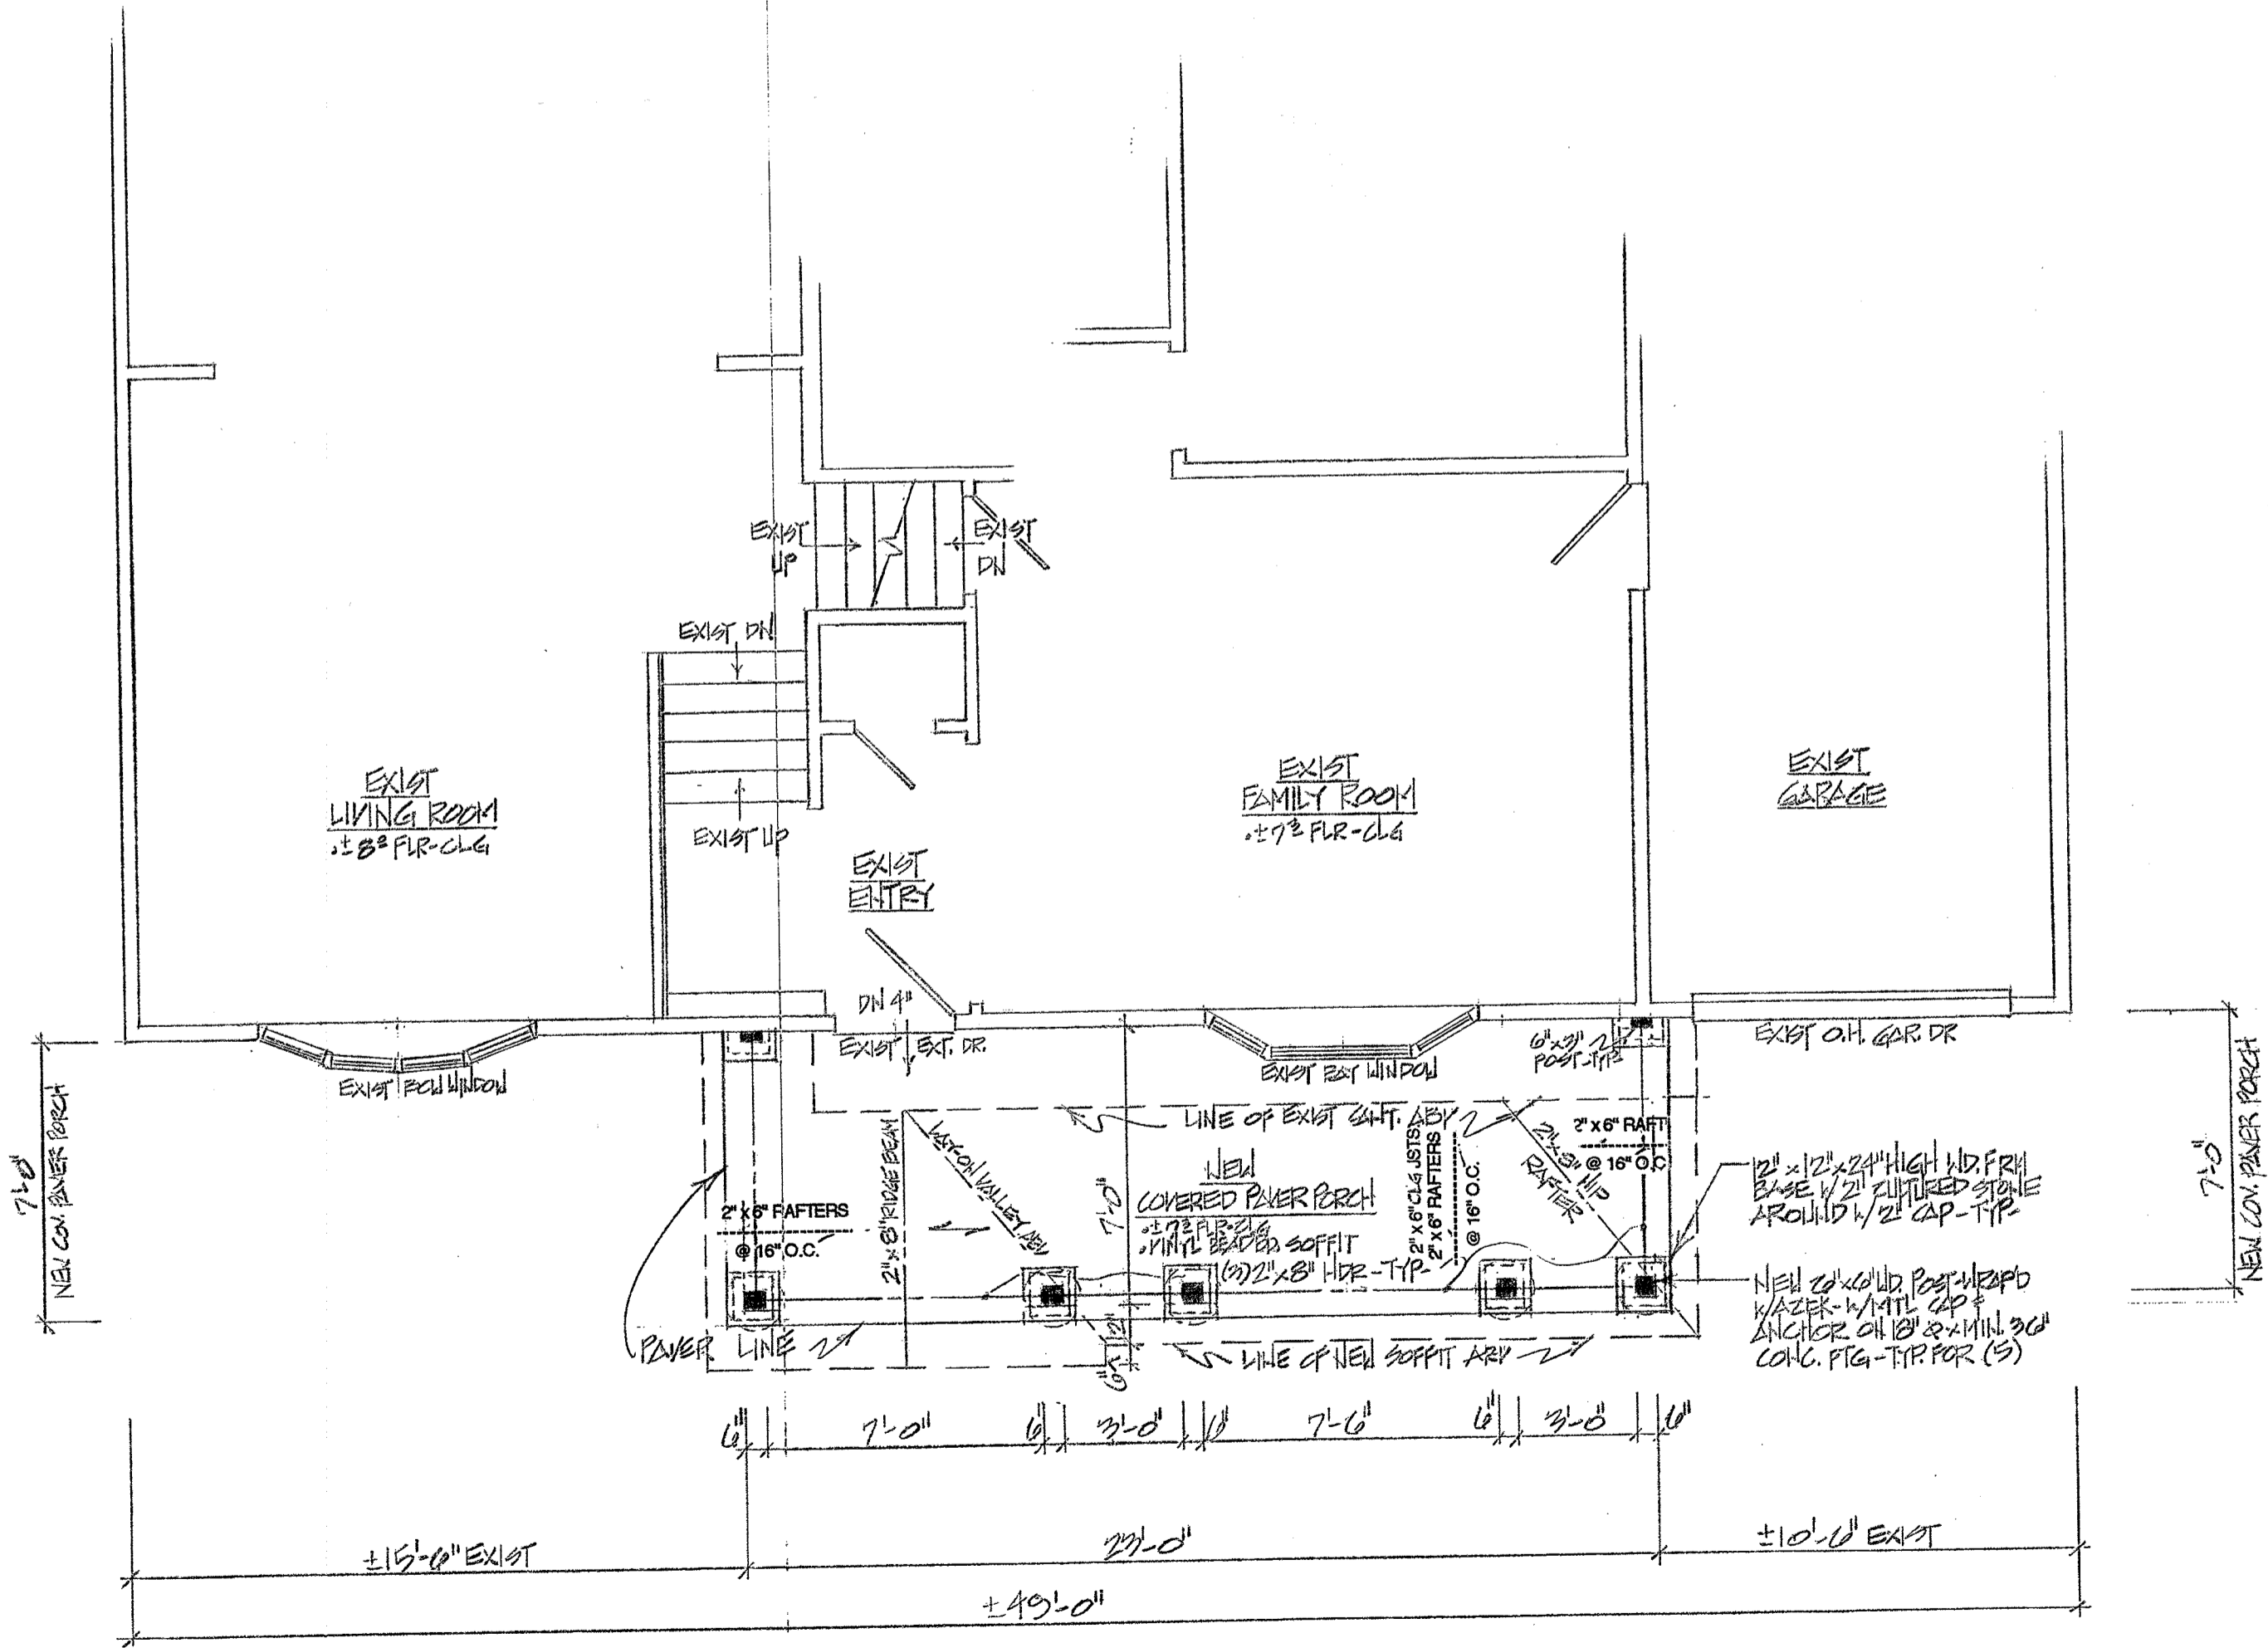 EXIST
UP
EXIST
DN
EXIST DN
EXIST UP
EXIST
LIVING ROOM
FLR-CLG
EXIST
FAMILY ROOM
FLR-CLG
EXIST
GARAGE
EXIST
ENTRY
DN 4"
EXIST EXT. DR.
EXIST BOW WINDOW
EXIST BAY WINDOW
6"x3"
POST-TYP
EXIST O.H. GAR. DR
7'-0"
NEW COV. PAVER PORCH
7'-0"
NEW COV. PAVER PORCH
LINE OF EXIST CANT. ABV
2" x 6" RAFTERS
@ 16" O.C.
2" x 8" RIDGE BEAM
LAY-ON VALLEY ABV
7'-0"
NEW
COVERED PAVER PORCH
FLR-CLG
VINYL BEADED SOFFIT
(3) 2"x8" HDR-TYP
2" x 6" CLG JSTS
2" x 6" RAFTERS
@ 16" O.C.
2"x8" HIP
RAFTER
2" x 6" RAFT
@ 16" O.C
12"x12"x24" HIGH WD. FRM
BASE W/2" CULTURED STONE
AROUND W/2" CAP-TYP-
NEW 6"x6" WD. POST-WRAP'D
W/AZEK-W/MTL CAP &
ANCHOR ON 18" Φ x MIN. 36"
CONC. FTG-TYP. FOR (5)
PAVER LINE
12"
6"
LINE OF NEW SOFFIT ABV
6" 7'-0" 6" 3'-0" 6" 7'-6" 6" 3'-0" 6"
±15'-6" EXIST
23'-0"
±10'-6" EXIST
±49'-0"